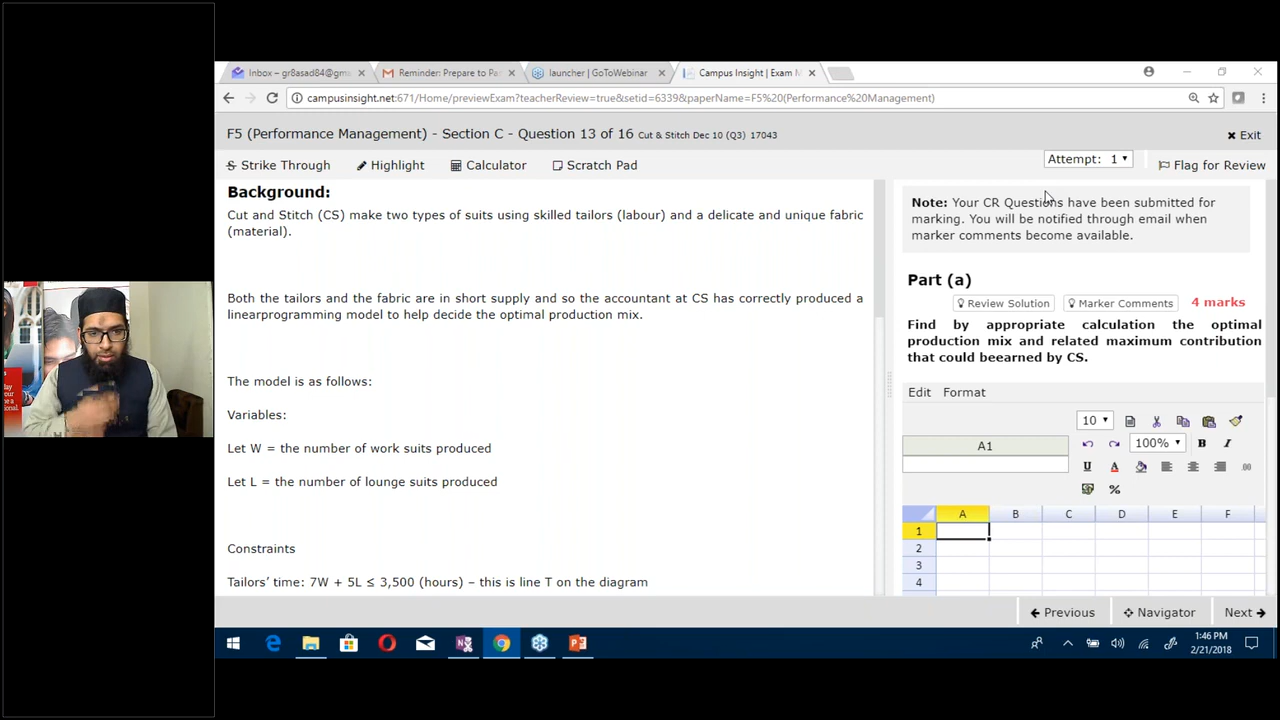 Inbox – gr8asad84@gm
Reminder: Prepare to Pa
launcher | GoToWebinar
Campus Insight | Exam M
campusinsight.net:671/Home/previewExam?teacherReview=true&setid=6339&paperName=F5%20(Performance%20Management)
F5 (Performance Management) - Section C - Question 13 of 16 Cut & Stitch Dec 10 (Q3) 17043
Exit
Attempt: 1
Strike Through
Highlight
Calculator
Scratch Pad
Flag for Review
Background:
Cut and Stitch (CS) make two types of suits using skilled tailors (labour) and a delicate and unique fabric
(material).
Both the tailors and the fabric are in short supply and so the accountant at CS has correctly produced a
linearprogramming model to help decide the optimal production mix.
The model is as follows:
Variables:
Let W = the number of work suits produced
Let L = the number of lounge suits produced
Constraints
Tailors' time: 7W + 5L ≤ 3,500 (hours) – this is line T on the diagram
Note: Your CR Questions have been submitted for
marking. You will be notified through email when
marker comments become available.
Part (a)
Review Solution
Marker Comments
4 marks
Find by appropriate calculation the optimal
production mix and related maximum contribution
that could beearned by CS.
Edit
Format
10
100%
B
I
A1
U
A
.00
%
A B C D E F
1
2
3
4
Previous
Navigator
Next
1:46 PM
2/21/2018